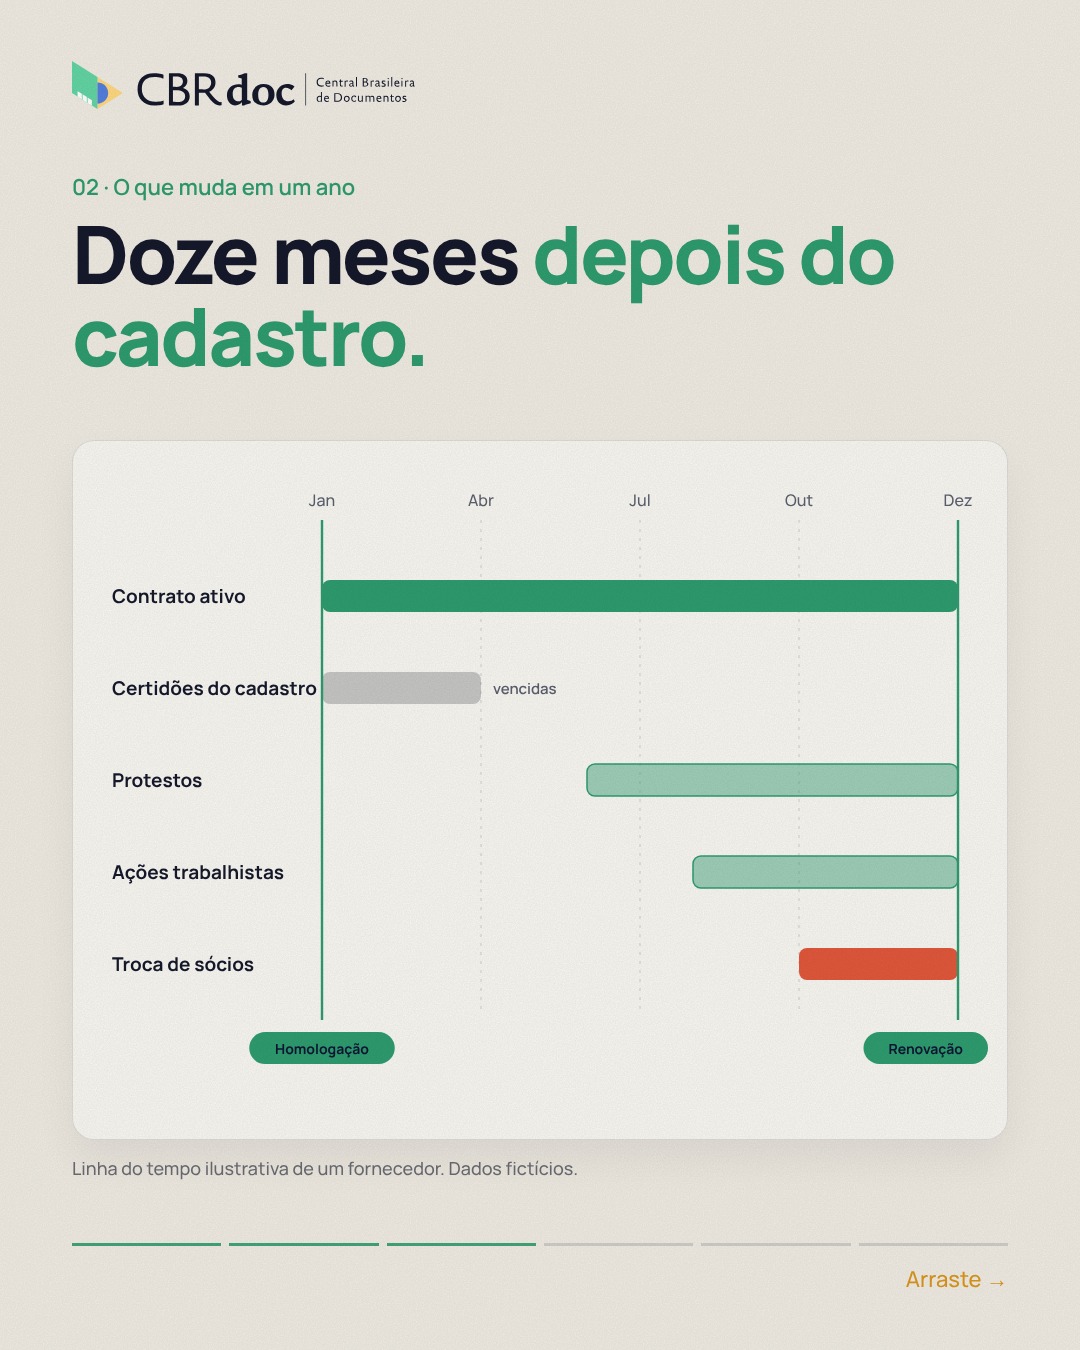 CBRdoc
Central Brasileira
de Documentos
02 · O que muda em um ano
Doze meses depois do
cadastro.
Jan Abr Jul Out Dez
Contrato ativo
Certidões do cadastro vencidas
Protestos
Ações trabalhistas
Troca de sócios
Homologação Renovação
Linha do tempo ilustrativa de um fornecedor. Dados fictícios.
Arraste →